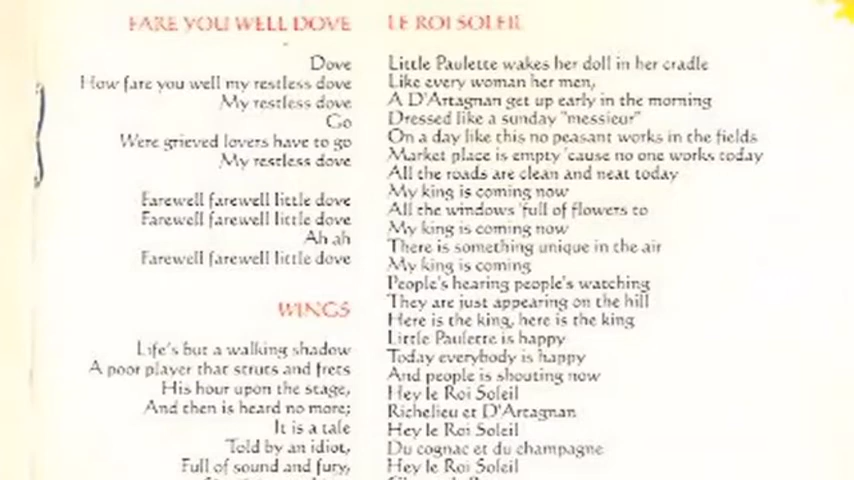 FARE YOU WELL DOVE
Dove
How fare you well my restless dove
My restless dove
Go
Were grieved lovers have to go
My restless dove
Farewell farewell little dove
Farewell farewell little dove
Ah ah
Farewell farewell little dove
WINGS
Life's but a walking shadow
A poor player that struts and frets
His hour upon the stage,
And then is heard no more;
It is a tale
Told by an idiot,
Full of sound and fury,
LE ROI SOLEIL
Little Paulette wakes her doll in her cradle
Like every woman her men,
A D'Artagnan get up early in the morning
Dressed like a sunday "messieur"
On a day like this no peasant works in the fields
Market place is empty 'cause no one works today
All the roads are clean and neat today
My king is coming now
All the windows 'full of flowers to
My king is coming now
There is something unique in the air
My king is coming
People's hearing people's watching
They are just appearing on the hill
Here is the king, here is the king
Little Paulette is happy
Today everybody is happy
And people is shouting now
Hey le Roi Soleil
Richelieu et D'Artagnan
Hey le Roi Soleil
Du cognac et du champagne
Hey le Roi Soleil